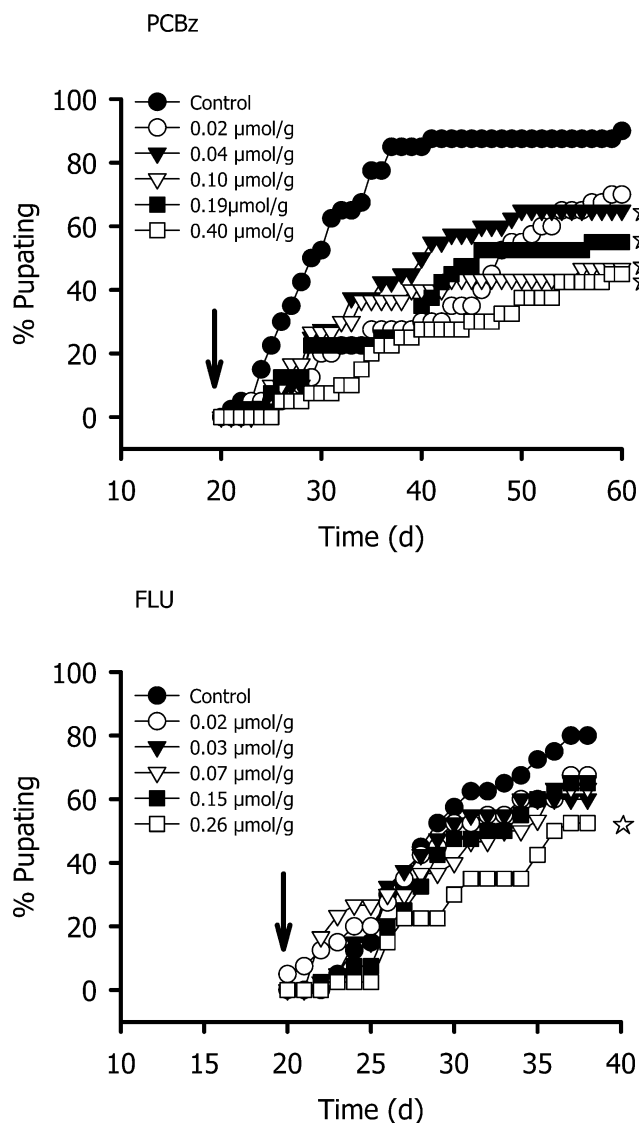 PCBz
100
80
60
40
20
0
% Pupating
Control
0.02 µmol/g
0.04 µmol/g
0.10 µmol/g
0.19µmol/g
0.40 µmol/g
10 20 30 40 50 60
Time (d)
FLU
100
80
60
40
20
0
% Pupating
Control
0.02 µmol/g
0.03 µmol/g
0.07 µmol/g
0.15 µmol/g
0.26 µmol/g
10 15 20 25 30 35 40
Time (d)